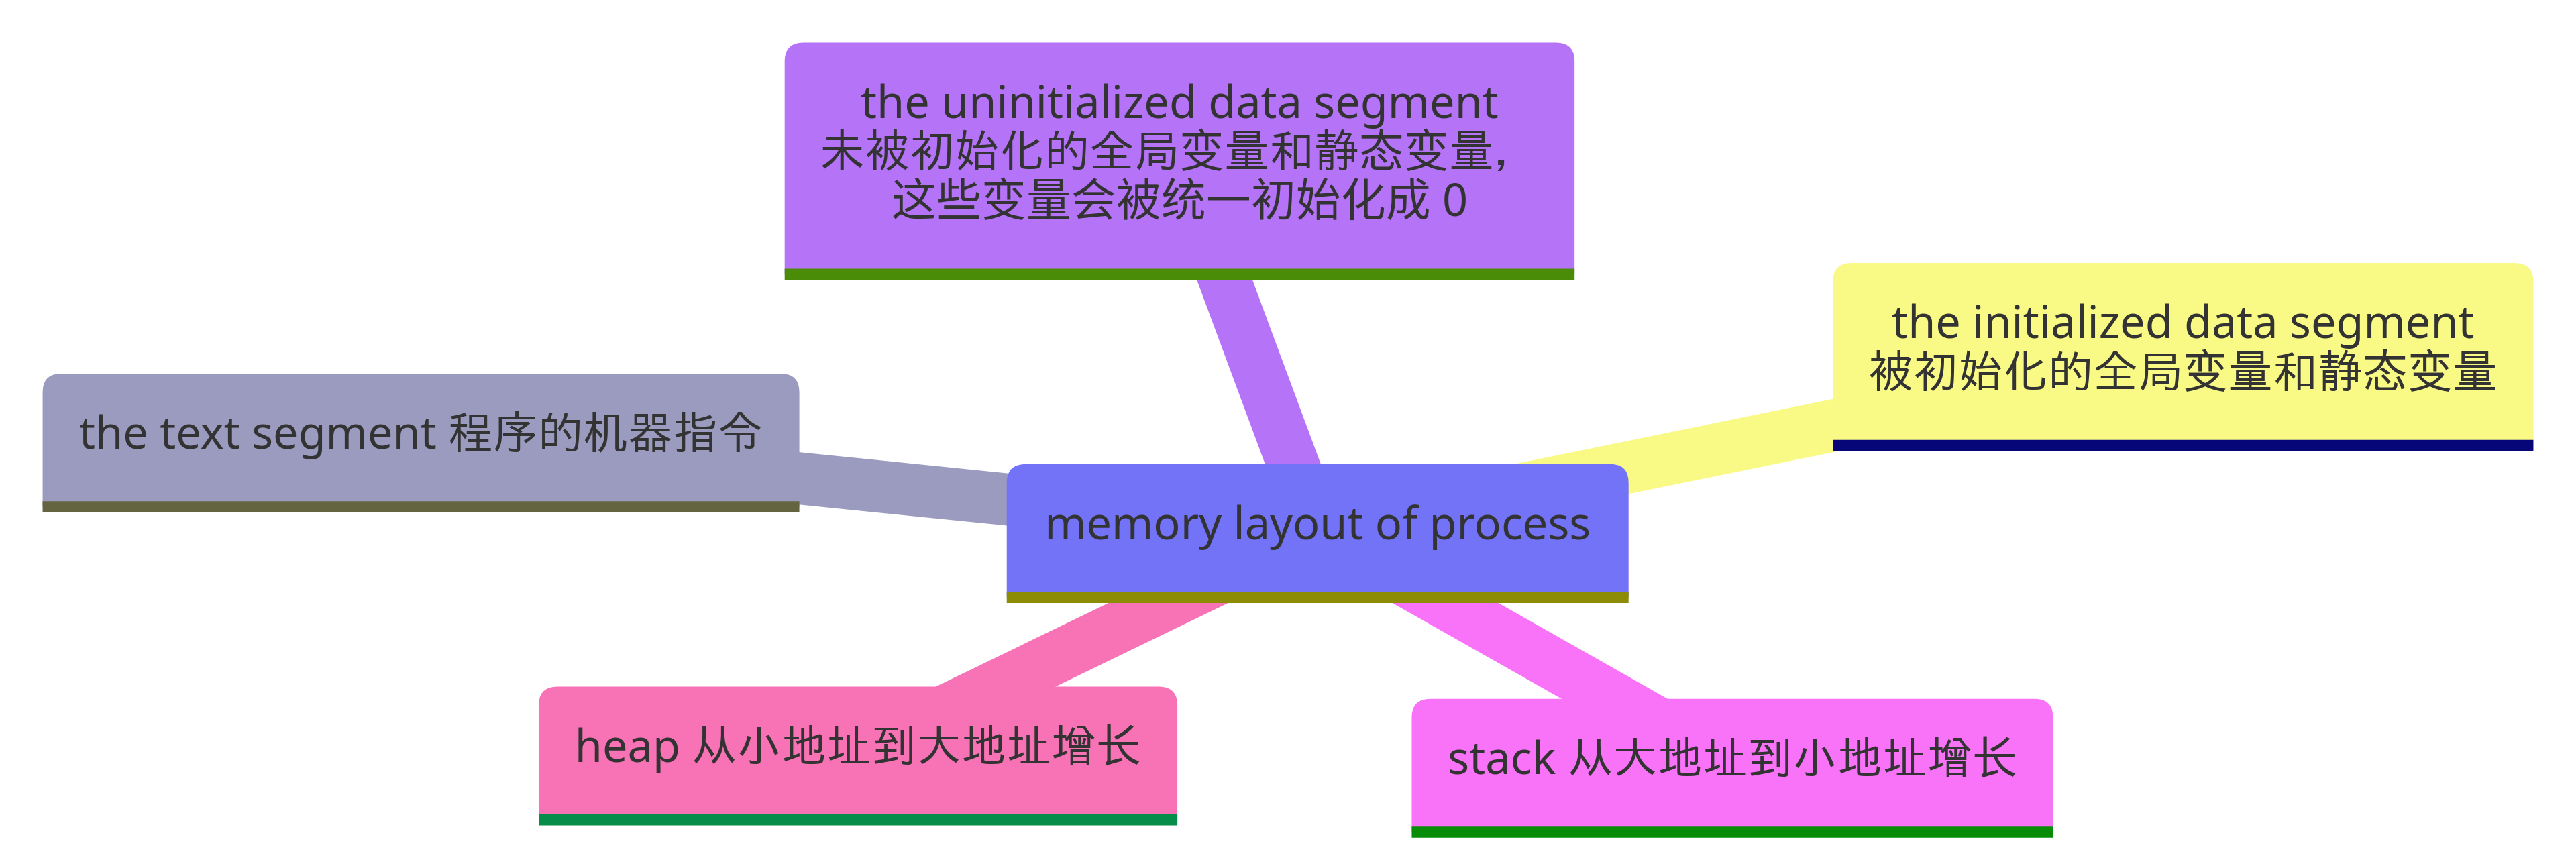 the uninitialized data segment
未被初始化的全局变量和静态变量，
这些变量会被统一初始化成 0
the initialized data segment
被初始化的全局变量和静态变量
the text segment 程序的机器指令
memory layout of process
heap 从小地址到大地址增长
stack 从大地址到小地址增长